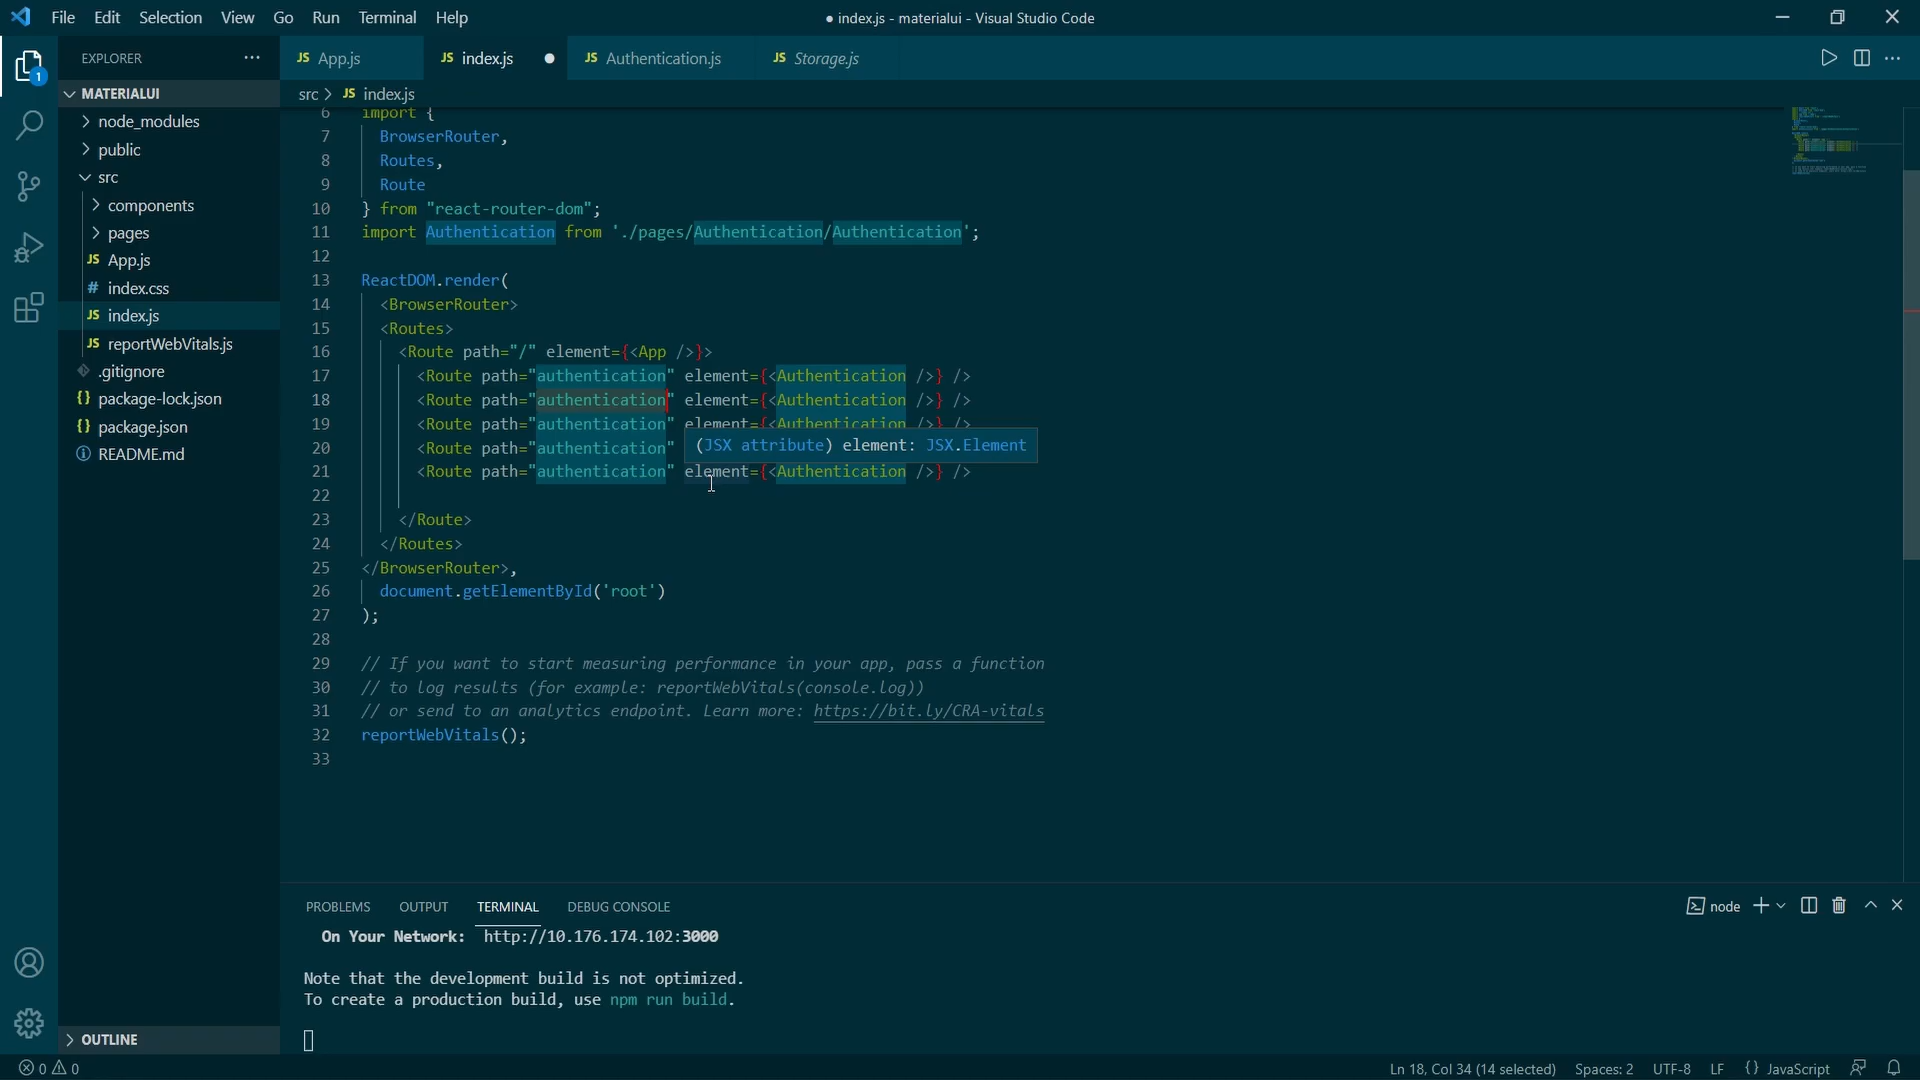 File Edit Selection View Go Run Terminal Help
● index.js - materialui - Visual Studio Code
EXPLORER ...
JS App.js
JS index.js ●
JS Authentication.js
JS Storage.js
1
MATERIALUI
node_modules
public
src
components
pages
JS App.js
# index.css
JS index.js
JS reportWebVitals.js
.gitignore
{} package-lock.json
{} package.json
README.md
OUTLINE
src > JS index.js
6 import {
7 BrowserRouter,
8 Routes,
9 Route
10 } from "react-router-dom";
11 import Authentication from './pages/Authentication/Authentication';
12
13 ReactDOM.render(
14 <BrowserRouter>
15 <Routes>
16 <Route path="/" element={<App />}>
17 <Route path="authentication" element={<Authentication />} />
18 <Route path="authentication" element={<Authentication />} />
19 <Route path="authentication" element={<Authentication />} />
20 <Route path="authentication"
(JSX attribute) element: JSX.Element
21 <Route path="authentication" element={<Authentication />} />
22
23 </Route>
24 </Routes>
25 </BrowserRouter>,
26 document.getElementById('root')
27 );
28
29 // If you want to start measuring performance in your app, pass a function
30 // to log results (for example: reportWebVitals(console.log))
31 // or send to an analytics endpoint. Learn more: https://bit.ly/CRA-vitals
32 reportWebVitals();
33
PROBLEMS OUTPUT TERMINAL DEBUG CONSOLE
node
On Your Network: http://10.176.174.102:3000
Note that the development build is not optimized.
To create a production build, use npm run build.
0 0
Ln 18, Col 34 (14 selected) Spaces: 2 UTF-8 LF {} JavaScript